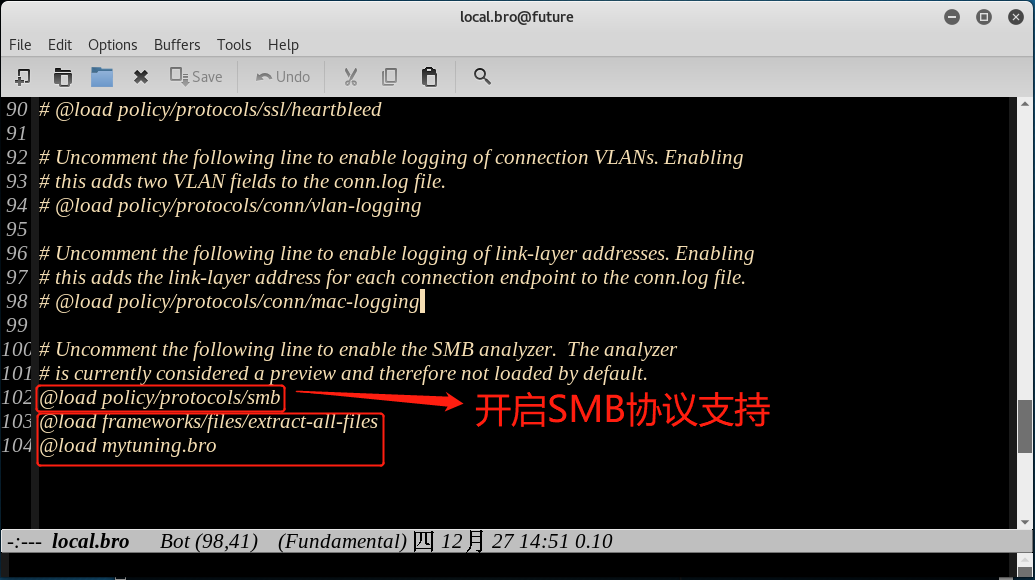 local.bro@future
File Edit Options Buffers Tools Help
Save Undo
90 # @load policy/protocols/ssl/heartbleed
91
92 # Uncomment the following line to enable logging of connection VLANs. Enabling
93 # this adds two VLAN fields to the conn.log file.
94 # @load policy/protocols/conn/vlan-logging
95
96 # Uncomment the following line to enable logging of link-layer addresses. Enabling
97 # this adds the link-layer address for each connection endpoint to the conn.log file.
98 # @load policy/protocols/conn/mac-logging
99
100 # Uncomment the following line to enable the SMB analyzer.  The analyzer
101 # is currently considered a preview and therefore not loaded by default.
102 @load policy/protocols/smb
开启SMB协议支持
103 @load frameworks/files/extract-all-files
104 @load mytuning.bro
-:--- local.bro Bot (98,41) (Fundamental) 四 12月 27 14:51 0.10